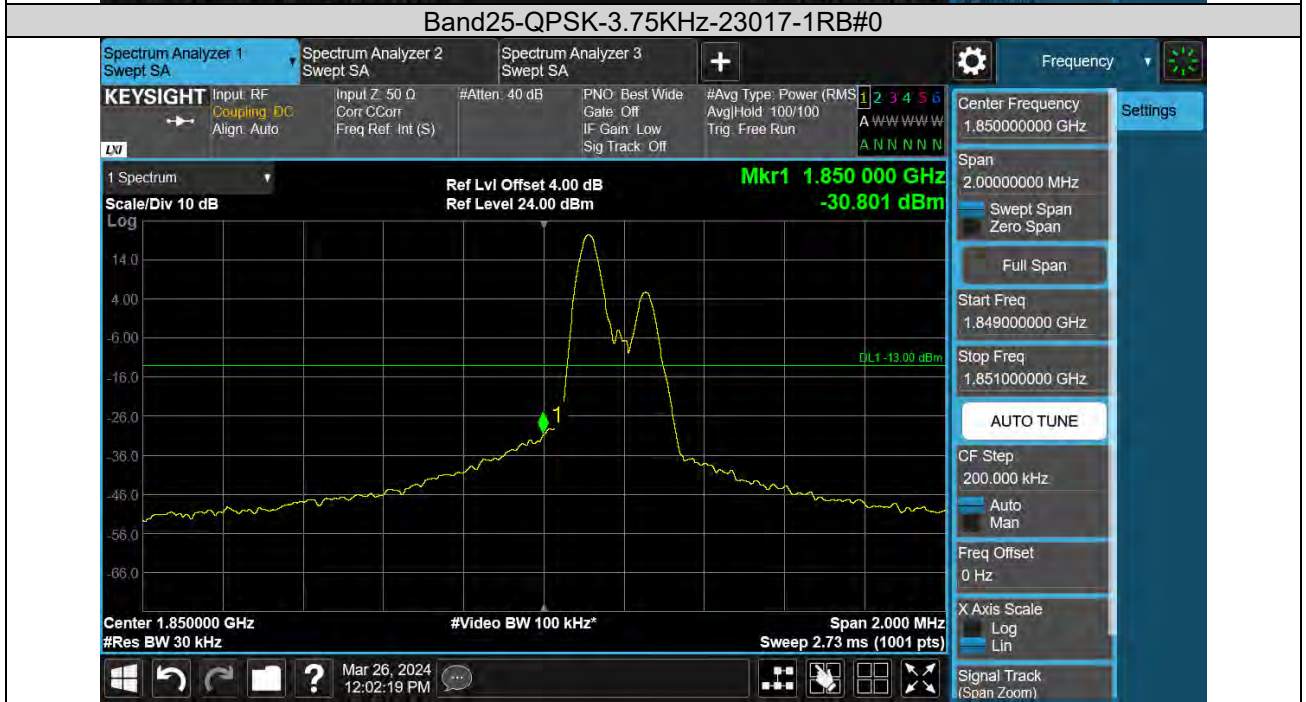 Band25-QPSK-3.75KHz-23017-1RB#0
Spectrum Analyzer 1
Swept SA
Spectrum Analyzer 2
Swept SA
Spectrum Analyzer 3
Swept SA
+
Frequency
KEYSIGHT
LXI
Input: RF
Coupling: DC
Align: Auto
Input Z: 50 Ω
Corr CCorr
Freq Ref: Int (S)
#Atten: 40 dB
PNO: Best Wide
Gate: Off
IF Gain: Low
Sig Track: Off
#Avg Type: Power (RMS
Avg|Hold: 100/100
Trig: Free Run
1 2 3 4 5 6
A W W W W W
A N N N N N
1 Spectrum
Scale/Div 10 dB
Ref Lvl Offset 4.00 dB
Ref Level 24.00 dBm
Mkr1 1.850 000 GHz
-30.801 dBm
Log
14.0
4.00
-6.00
-16.0
-26.0
-36.0
-46.0
-56.0
-66.0
DL1 -13.00 dBm
1
Center 1.850000 GHz
#Res BW 30 kHz
#Video BW 100 kHz*
Span 2.000 MHz
Sweep 2.73 ms (1001 pts)
Center Frequency
1.850000000 GHz
Settings
Span
2.00000000 MHz
Swept Span
Zero Span
Full Span
Start Freq
1.849000000 GHz
Stop Freq
1.851000000 GHz
AUTO TUNE
CF Step
200.000 kHz
Auto
Man
Freq Offset
0 Hz
X Axis Scale
Log
Lin
Signal Track
(Span Zoom)
?
Mar 26, 2024
12:02:19 PM